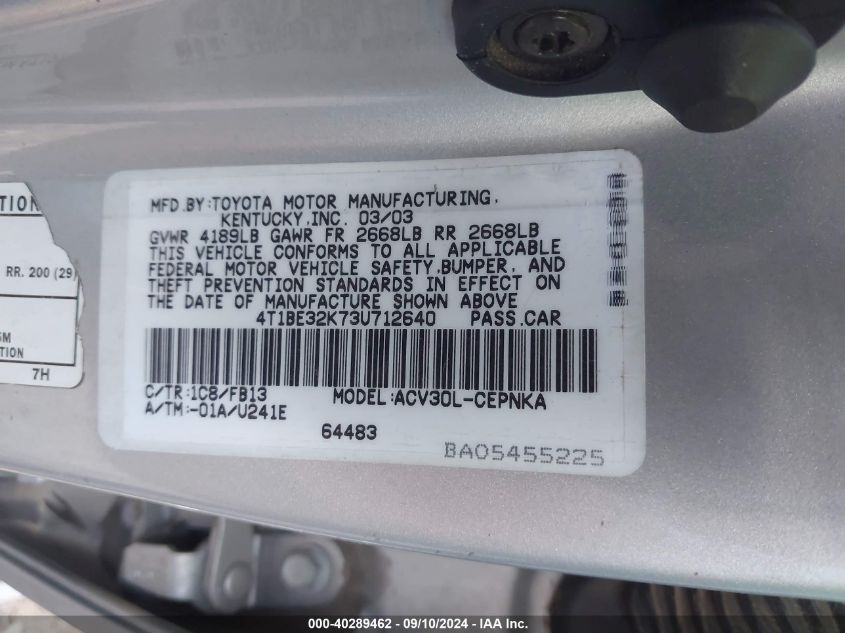 MFD.BY:TOYOTA MOTOR MANUFACTURING,
KENTUCKY,INC. 03/03
GVWR 4189LB GAWR FR 2668LB RR 2668LB
THIS VEHICLE CONFORMS TO ALL APPLICABLE
FEDERAL MOTOR VEHICLE SAFETY,BUMPER, AND
THEFT PREVENTION STANDARDS IN EFFECT ON
THE DATE OF MANUFACTURE SHOWN ABOVE
4T1BE32K73U712640 PASS.CAR
C/TR:1C8/FB13 MODEL:ACV30L-CEPNKA
A/TM:-01A/U241E
64483
BA05455225
TION
RR. 200 (29)
TION
7H
000-40289462 - 09/10/2024 - IAA Inc.